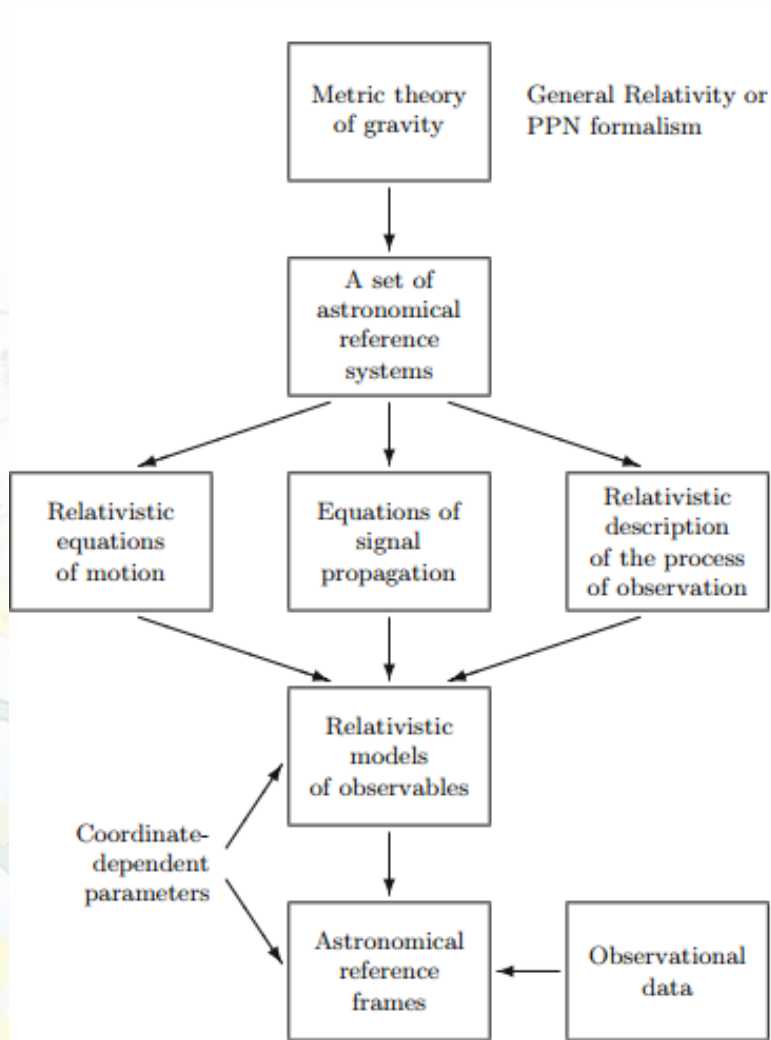 Metric theory
of gravity
General Relativity or
PPN formalism
A set of
astronomical
reference
systems
Relativistic
equations
of motion
Equations of
signal
propagation
Relativistic
description
of the process
of observation
Relativistic
models
of observables
Coordinate-
dependent
parameters
Astronomical
reference
frames
Observational
data